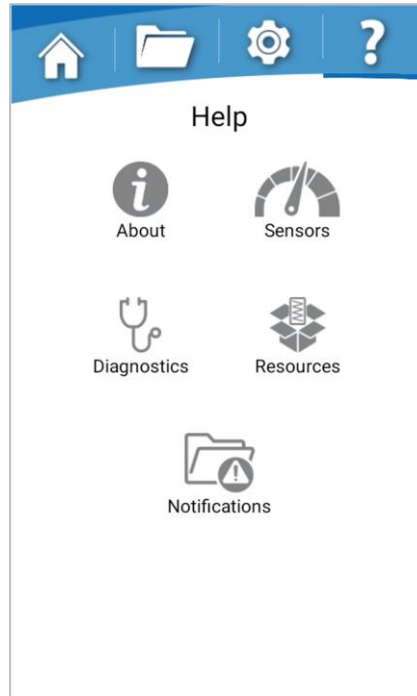 Help
About
Sensors
Diagnostics
Resources
Notifications